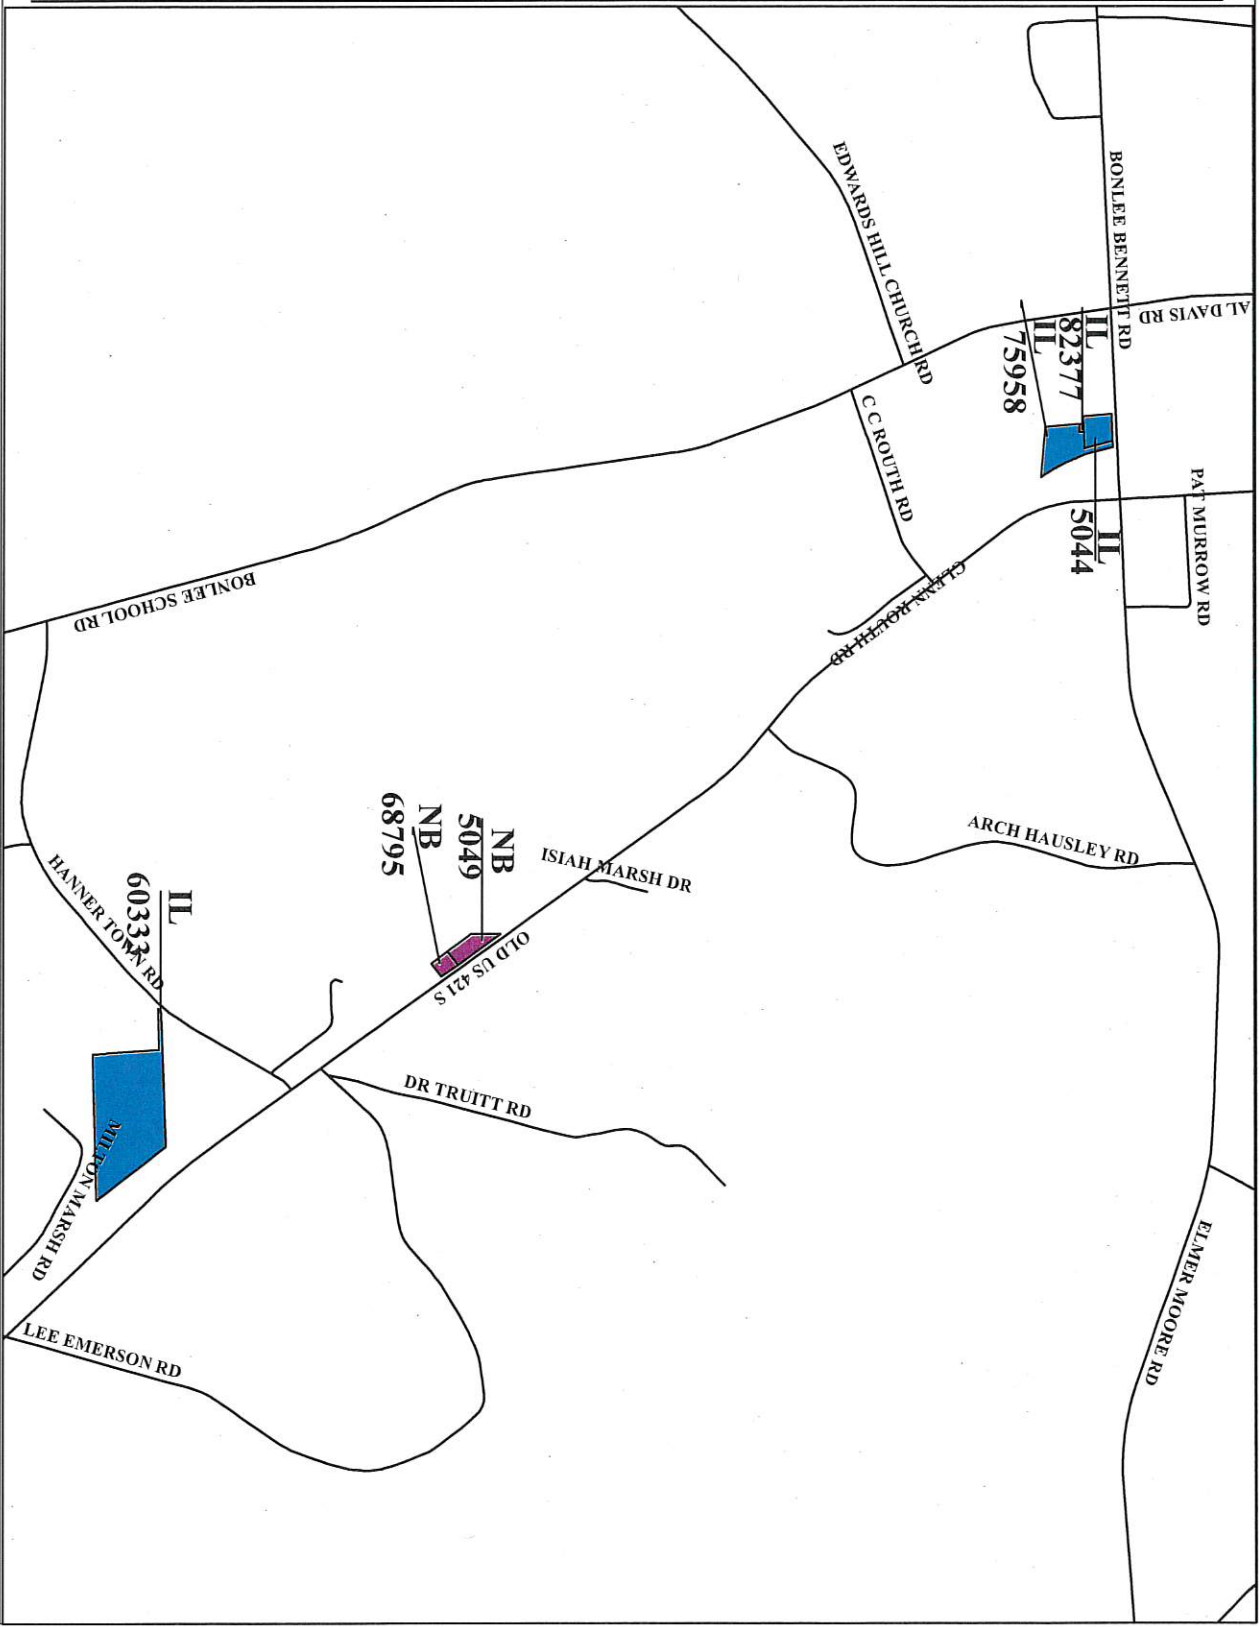 AL DAVIS RD
BONLEE BENNETT RD
PAT MURROW RD
ELMER MOORE RD
IL
82377
IL
75958
IL
5044
EDWARDS HILL CHURCH RD
C C ROUTH RD
GLENN ROUTH RD
ARCH HAUSLEY RD
ISIAH MARSH DR
NB
5049
NB
68795
OLD US 421 S
DR TRUITT RD
BONLEE SCHOOL RD
HANNER TOWN RD
IL
60333
MILTON MARSH RD
LEE EMERSON RD